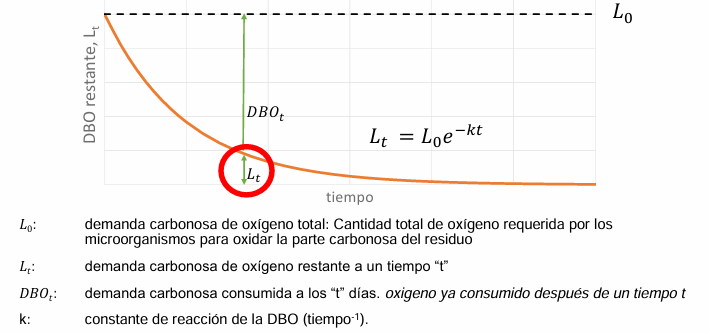 L₀
DBO restante, Lₜ
DBOₜ
Lₜ = L₀e⁻ᵏᵗ
Lₜ
tiempo
L₀: demanda carbonosa de oxígeno total: Cantidad total de oxígeno requerida por los
microorganismos para oxidar la parte carbonosa del residuo
Lₜ: demanda carbonosa de oxígeno restante a un tiempo “t”
DBOₜ: demanda carbonosa consumida a los “t” días. oxigeno ya consumido después de un tiempo t
k: constante de reacción de la DBO (tiempo⁻¹).